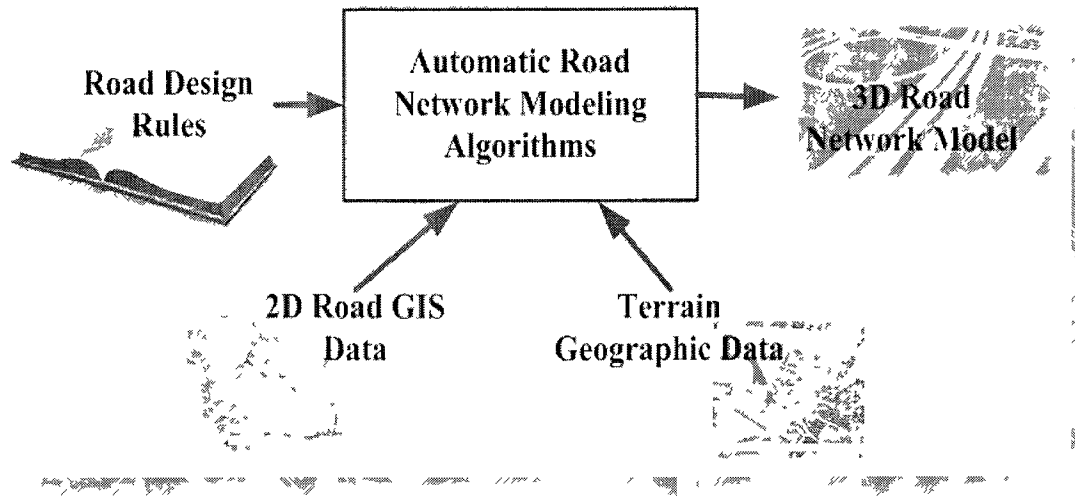 Road Design
Rules
Automatic Road
Network Modeling
Algorithms
3D Road
Network Model
2D Road GIS
Data
Terrain
Geographic Data